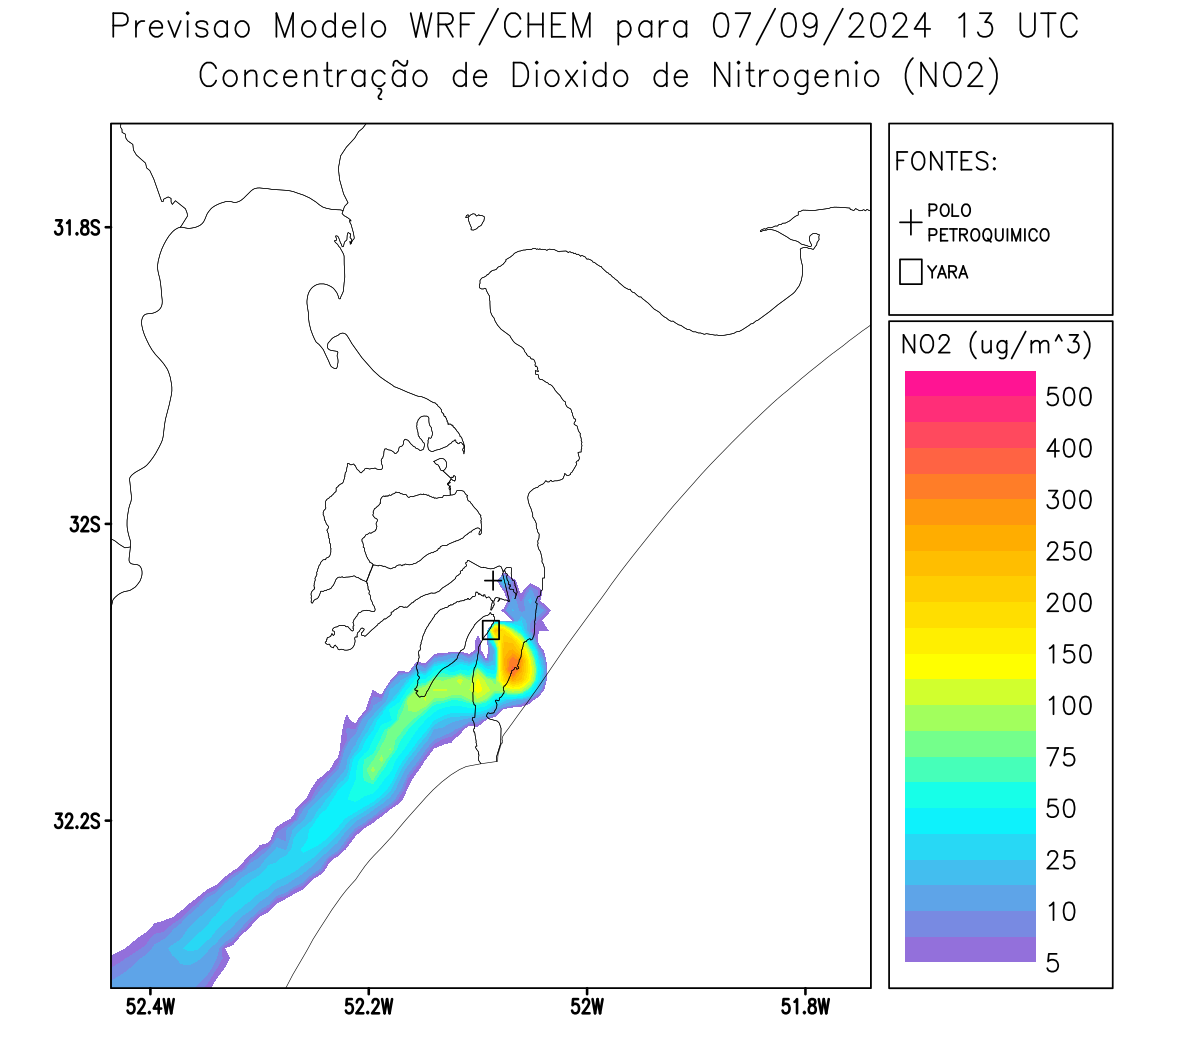 Previsao Modelo WRF/CHEM para 07/09/2024 13 UTC
Concentração de Dioxido de Nitrogenio (NO2)
FONTES:
POLO
PETROQUIMICO
YARA
NO2 (ug/m^3)
500
400
300
250
200
150
100
75
50
25
10
5
31.8S
32S
32.2S
52.4W
52.2W
52W
51.8W